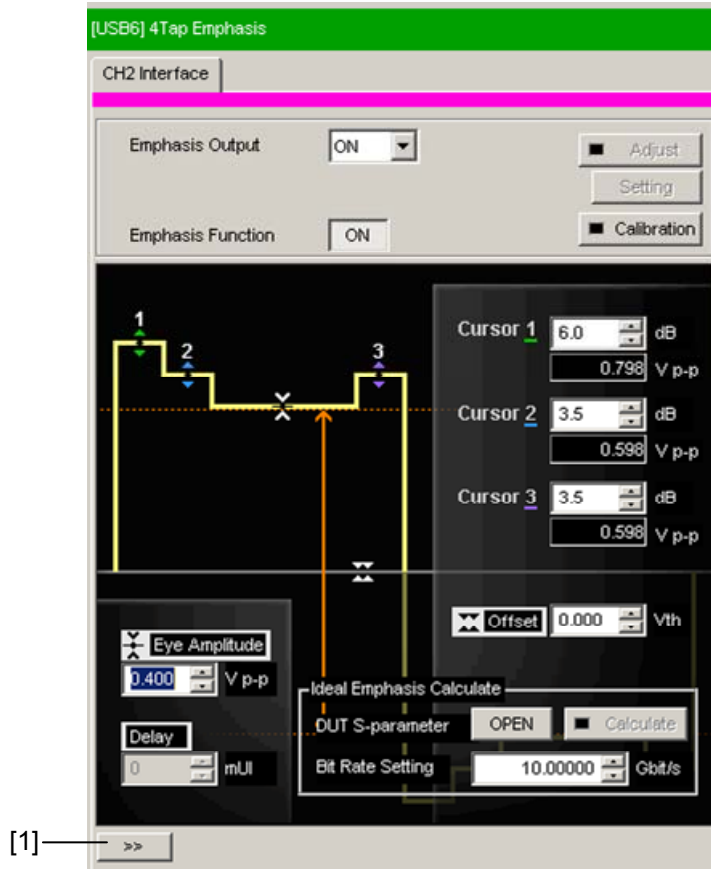 [USB6] 4Tap Emphasis
CH2 Interface
Emphasis Output ON Adjust
Setting
Emphasis Function ON Calibration
1
2
3
Cursor 1 6.0 dB
0.798 V p-p
Cursor 2 3.5 dB
0.598 V p-p
Cursor 3 3.5 dB
0.598 V p-p
Offset 0.000 Vth
Eye Amplitude
0.400 V p-p
Ideal Emphasis Calculate
Delay
DUT S-parameter OPEN Calculate
0 mUI
Bit Rate Setting 10.00000 Gbit/s
[1] >>